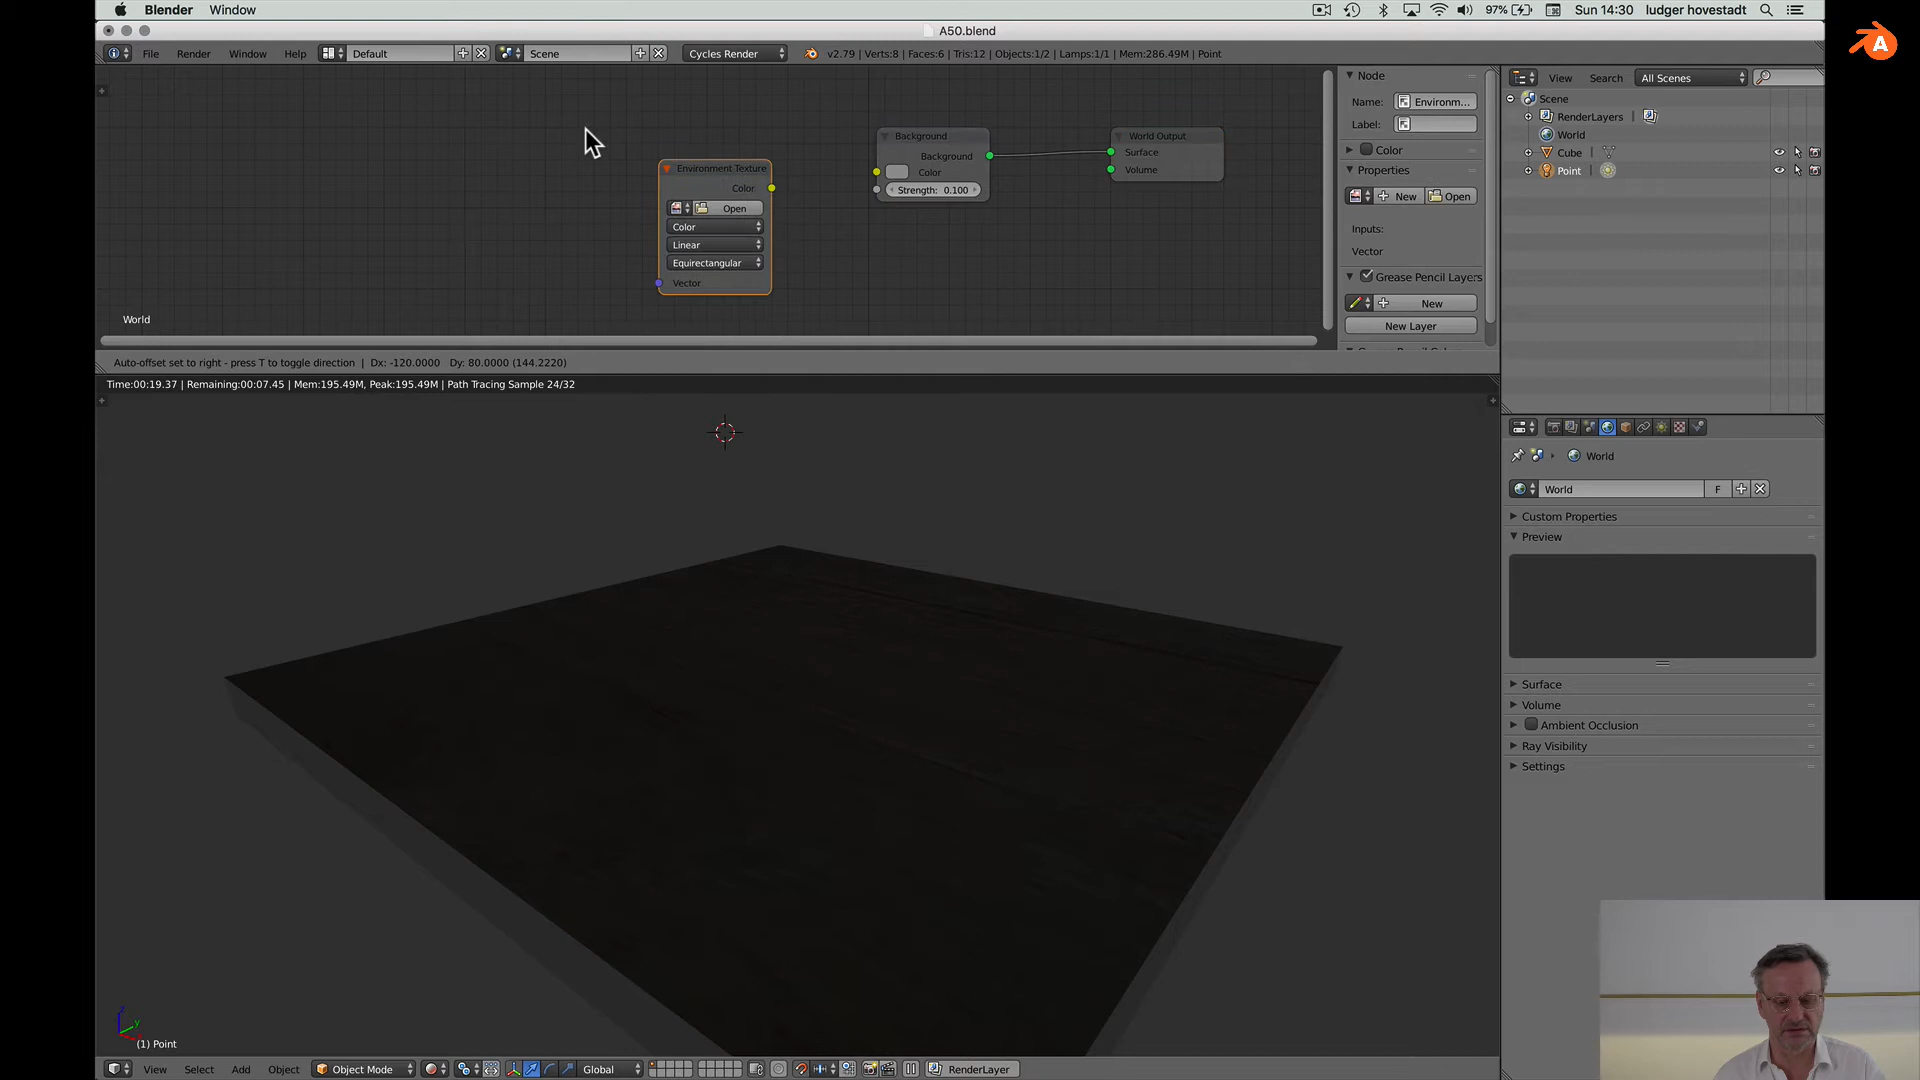 Blender Window 97% Sun 14:30 ludger hovestadt
A50.blend
File Render Window Help Default Scene Cycles Render v2.79 | Verts:8 | Faces:6 | Tris:12 | Objects:1/2 | Lamps:1/1 | Mem:286.49M | Point
View Search All Scenes
Node
Name: Environm...
Label:
Color
Properties
New Open
Inputs:
Vector
Grease Pencil Layers
New
New Layer
Environment Texture
Color
Open
Color
Linear
Equirectangular
Vector
Background
Background
Color
Strength: 0.100
World Output
Surface
Volume
World
Scene
RenderLayers
World
Cube
Point
Auto-offset set to right - press T to toggle direction | Dx: -120.0000 Dy: 80.0000 (144.2220)
Time:00:19.37 | Remaining:00:07.45 | Mem:195.49M, Peak:195.49M | Path Tracing Sample 24/32
World
World F
Custom Properties
Preview
Surface
Volume
Ambient Occlusion
Ray Visibility
Settings
z
y
(1) Point
View Select Add Object Object Mode Global RenderLayer
A